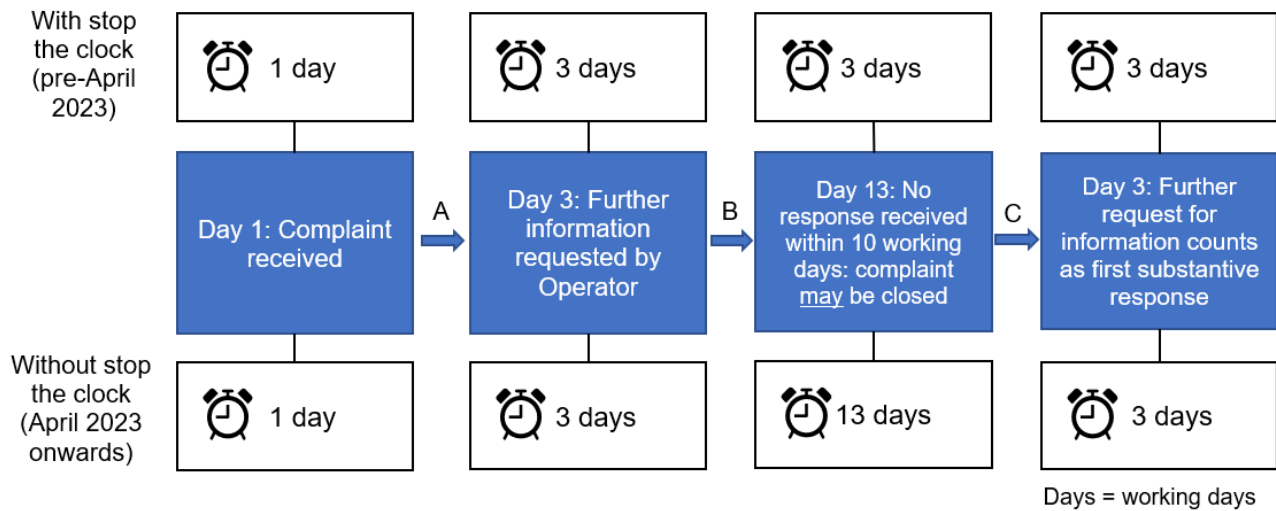 With stop
the clock
(pre-April
2023)
1 day
3 days
3 days
3 days
Day 1: Complaint
received
A
Day 3: Further
information
requested by
Operator
B
Day 13: No
response received
within 10 working
days: complaint
may be closed
C
Day 3: Further
request for
information counts
as first substantive
response
Without stop
the clock
(April 2023
onwards)
1 day
3 days
13 days
3 days
Days = working days